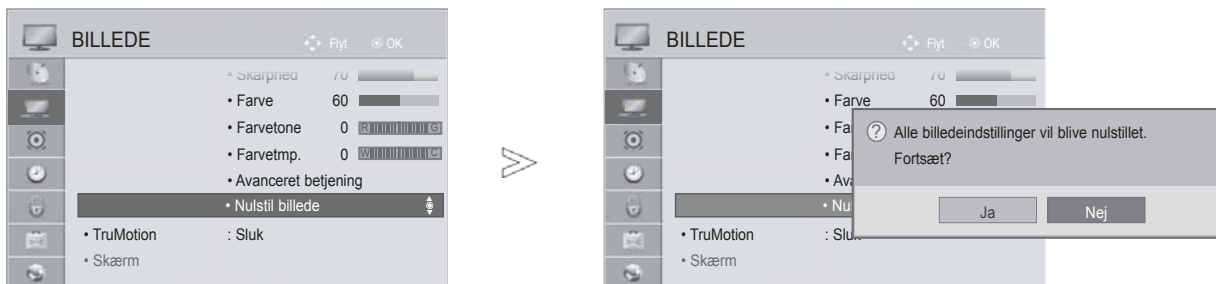 BILLEDE
Flyt
OK
• Skarphed 70
• Farve 60
• Farvetone 0 R G
• Farvetmp. 0 W C
• Avanceret betjening
• Nulstil billede
• TruMotion : Sluk
• Skærm
BILLEDE
Flyt
OK
• Skarphed 70
• Farve 60
• Fa
• Fa
• Ava
• Nu
• TruMotion : Sluk
• Skærm
? Alle billedeindstillinger vil blive nulstillet.
Fortsæt?
Ja
Nej